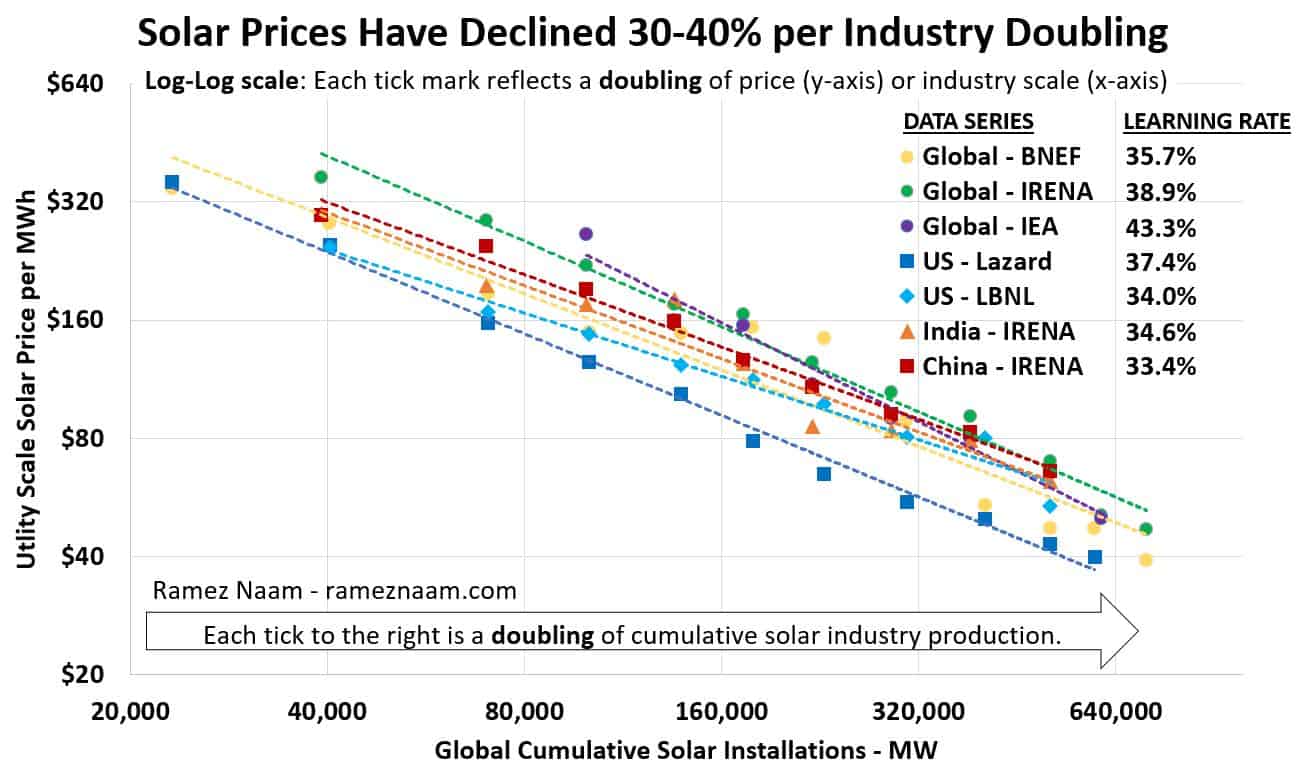 Solar Prices Have Declined 30-40% per Industry Doubling
Log-Log scale: Each tick mark reflects a doubling of price (y-axis) or industry scale (x-axis)
$640
$320
$160
$80
$40
$20
Utlity Scale Solar Price per MWh
DATA SERIES LEARNING RATE
Global - BNEF 35.7%
Global - IRENA 38.9%
Global - IEA 43.3%
US - Lazard 37.4%
US - LBNL 34.0%
India - IRENA 34.6%
China - IRENA 33.4%
Ramez Naam - rameznaam.com
Each tick to the right is a doubling of cumulative solar industry production.
20,000 40,000 80,000 160,000 320,000 640,000
Global Cumulative Solar Installations - MW